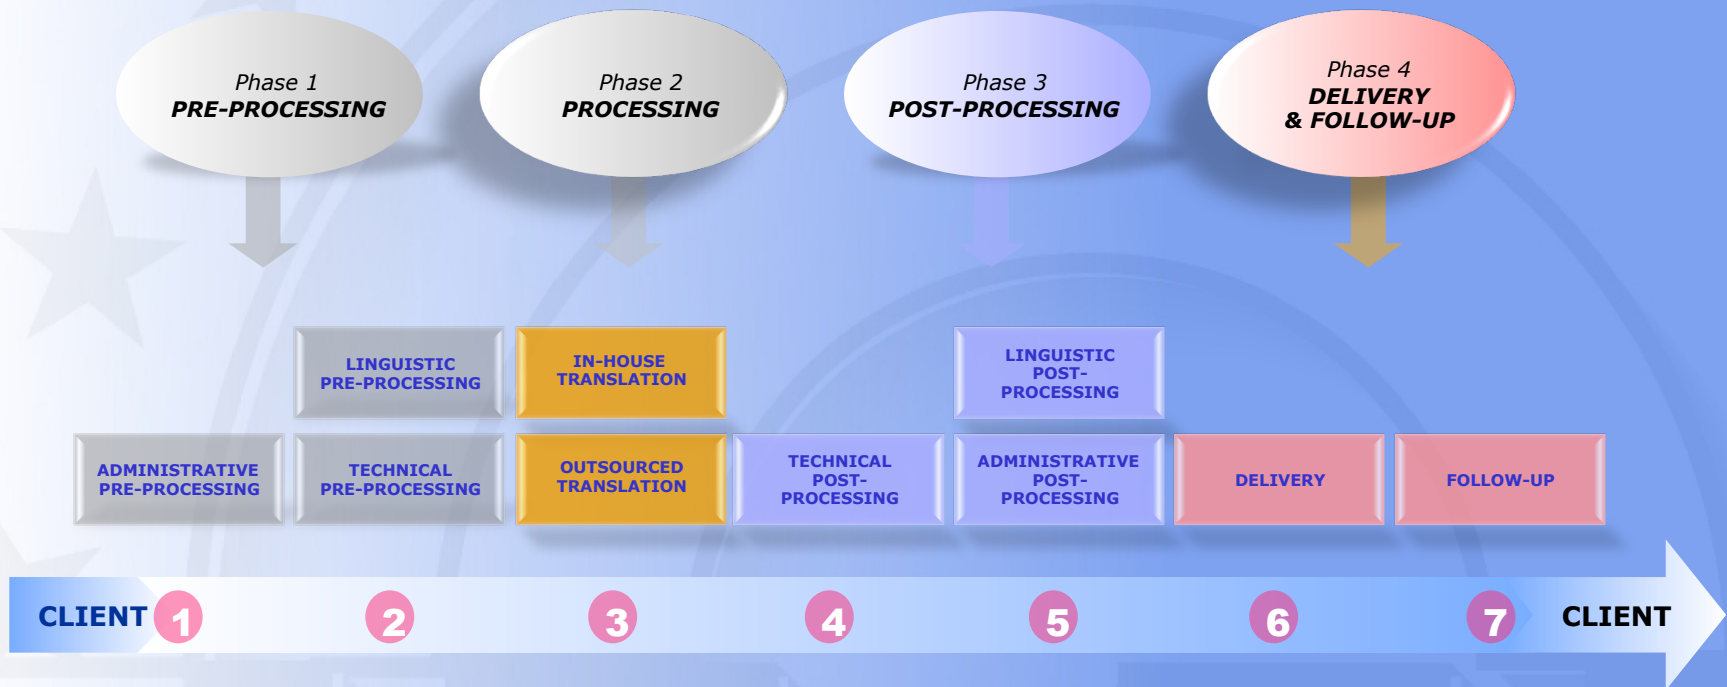 Phase 1
PRE-PROCESSING
Phase 2
PROCESSING
Phase 3
POST-PROCESSING
Phase 4
DELIVERY
& FOLLOW-UP
LINGUISTIC
PRE-PROCESSING
IN-HOUSE
TRANSLATION
LINGUISTIC
POST-
PROCESSING
ADMINISTRATIVE
PRE-PROCESSING
TECHNICAL
PRE-PROCESSING
OUTSOURCED
TRANSLATION
TECHNICAL
POST-
PROCESSING
ADMINISTRATIVE
POST-
PROCESSING
DELIVERY
FOLLOW-UP
CLIENT 1 2 3 4 5 6 7 CLIENT